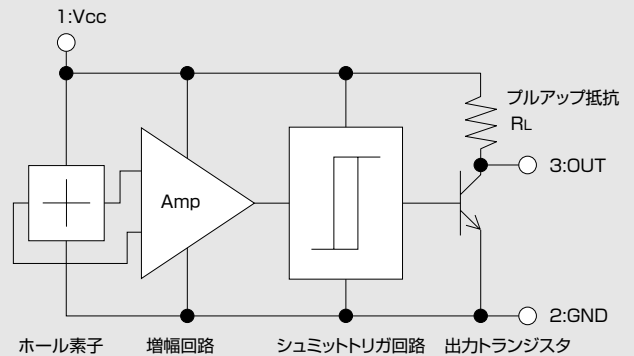 1:Vcc
プルアップ抵抗
RL
3:OUT
Amp
2:GND
ホール素子
増幅回路
シュミットトリガ回路
出力トランジスタ